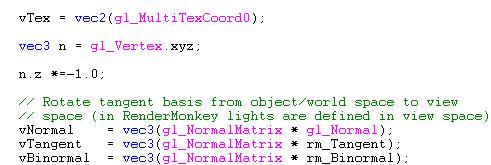 vTex = vec2(gl_MultiTexCoord0);
vec3 n = gl_Vertex.xyz;
n.z *=-1.0;
// Rotate tangent basis from object/world space to view
// space (in RenderMonkey lights are defined in view space)
vNormal = vec3(gl_NormalMatrix * gl_Normal);
vTangent = vec3(gl_NormalMatrix * rm_Tangent);
vBinormal = vec3(gl_NormalMatrix * rm_Binormal);